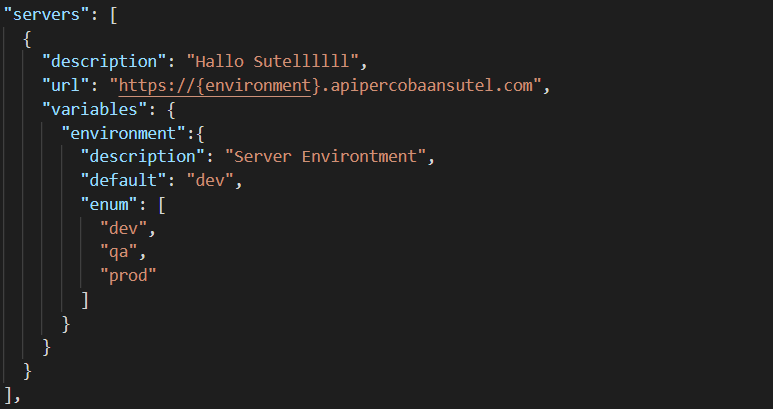 "servers": [
{
"description": "Hallo Sutellllll",
"url": "https://{environment}.apipercobaansutel.com",
"variables": {
"environment":{
"description": "Server Environtment",
"default": "dev",
"enum": [
"dev",
"qa",
"prod"
]
}
}
}
],